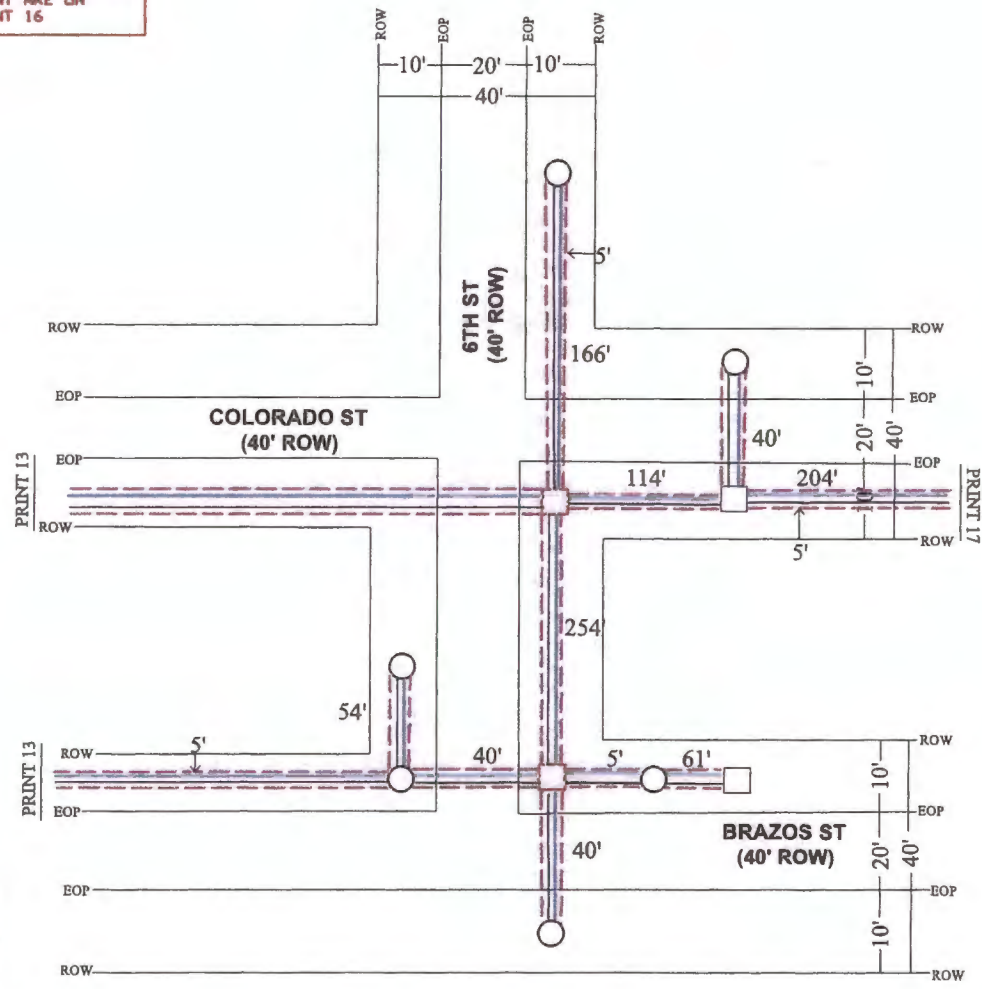 NT 16
ROW
EOP
EOP
ROW
10'
20'
10'
40'
5'
6TH ST
(40' ROW)
166'
ROW
ROW
EOP
EOP
COLORADO ST
(40' ROW)
10'
20'
40'
40'
EOP
EOP
114'
204'
PRINT 13
PRINT 17
ROW
ROW
5'
254'
54'
PRINT 13
ROW
5'
40'
5'
61'
ROW
EOP
EOP
10'
BRAZOS ST
(40' ROW)
40'
20'
40'
EOP
EOP
10'
ROW
ROW